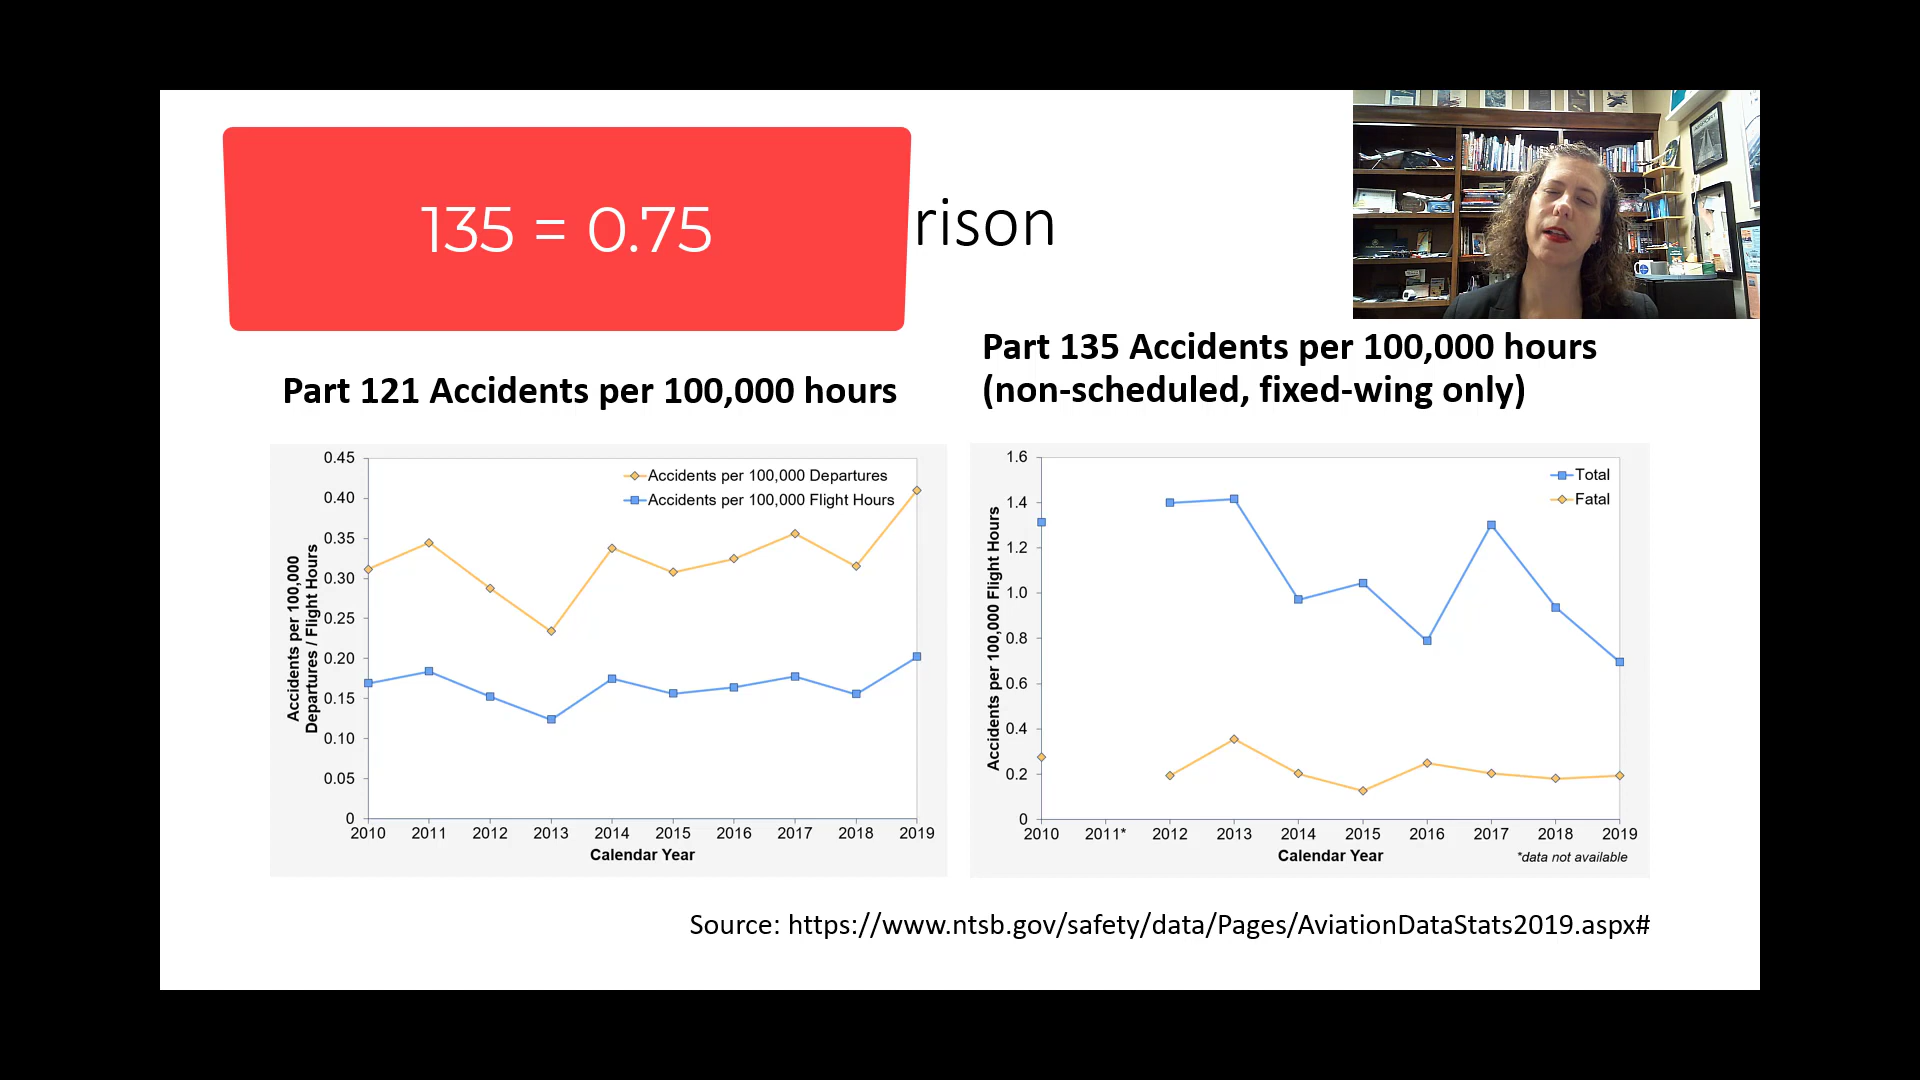 135 = 0.75
rison
Part 121 Accidents per 100,000 hours
Part 135 Accidents per 100,000 hours
(non-scheduled, fixed-wing only)
Accidents per 100,000
Departures / Flight Hours
0.45
0.40
0.35
0.30
0.25
0.20
0.15
0.10
0.05
0
Accidents per 100,000 Departures
Accidents per 100,000 Flight Hours
2010 2011 2012 2013 2014 2015 2016 2017 2018 2019
Calendar Year
Accidents per 100,000 Flight Hours
1.6
1.4
1.2
1.0
0.8
0.6
0.4
0.2
0
Total
Fatal
2010 2011* 2012 2013 2014 2015 2016 2017 2018 2019
Calendar Year
*data not available
Source: https://www.ntsb.gov/safety/data/Pages/AviationDataStats2019.aspx#